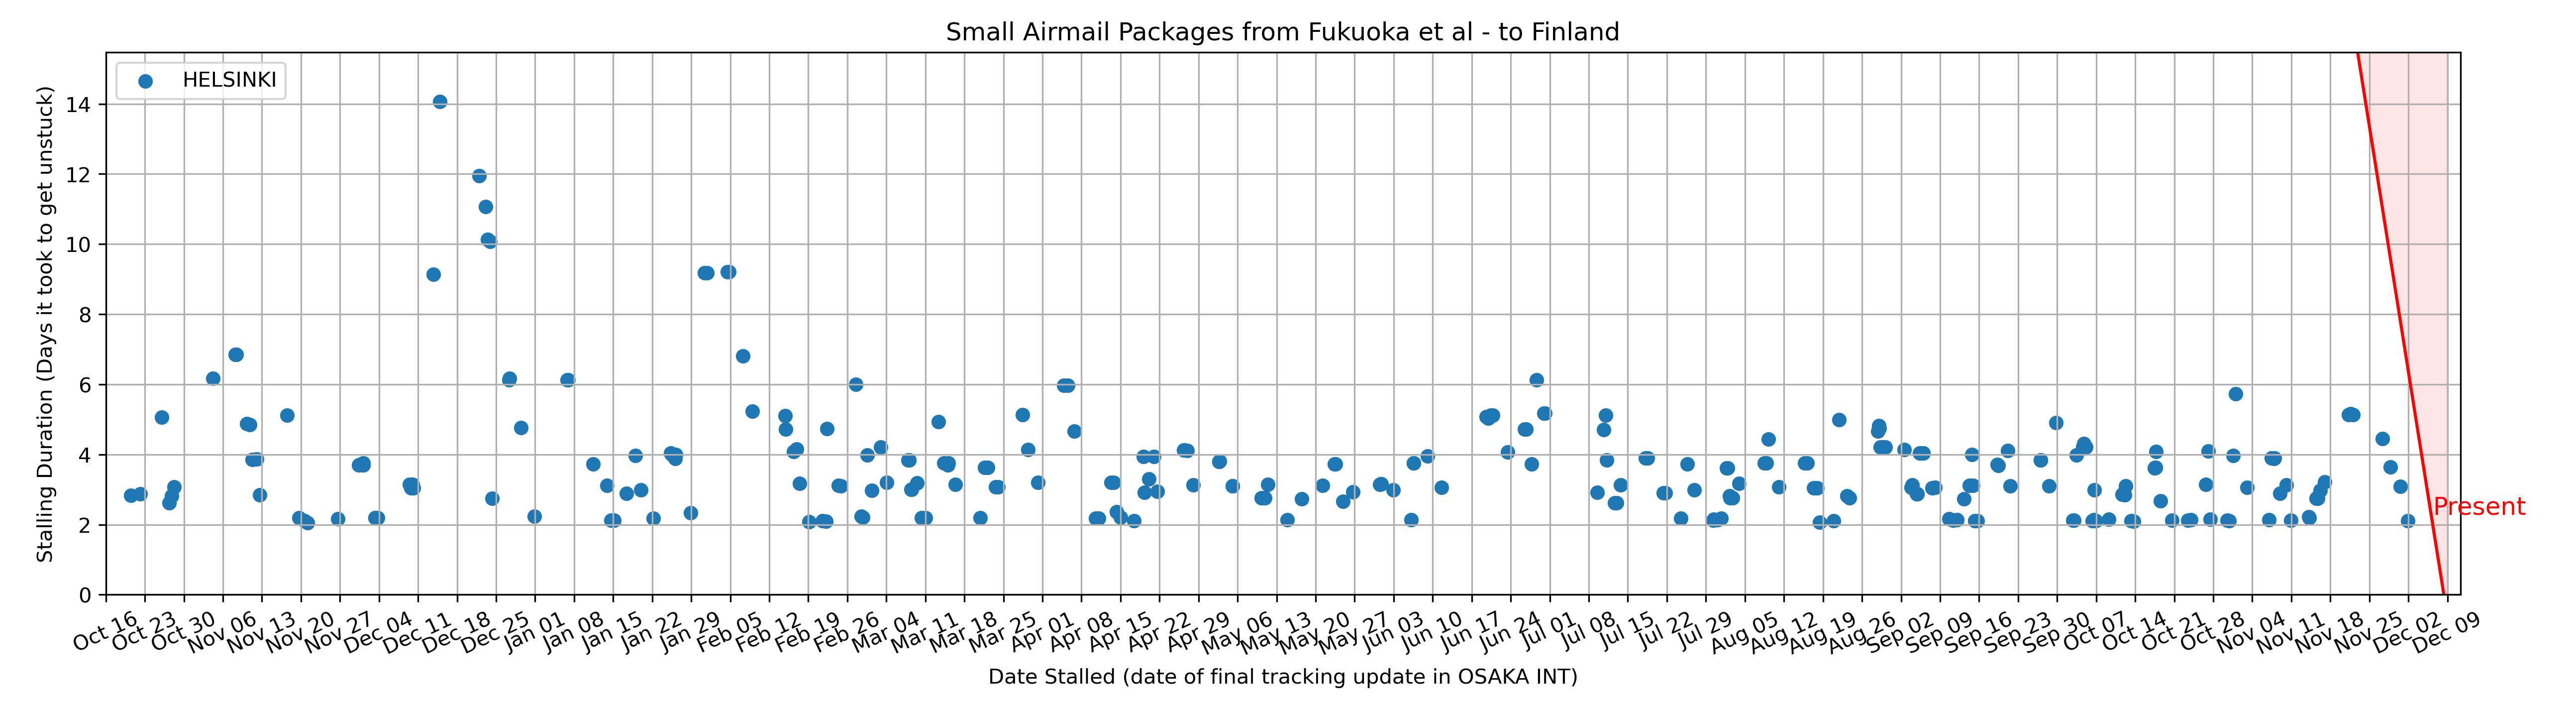 Small Airmail Packages from Fukuoka et al - to Finland
HELSINKI
Stalling Duration (Days it took to get unstuck)
14
12
10
8
6
4
2
0
Present
Oct 16
Oct 23
Oct 30
Nov 06
Nov 13
Nov 20
Nov 27
Dec 04
Dec 11
Dec 18
Dec 25
Jan 01
Jan 08
Jan 15
Jan 22
Jan 29
Feb 05
Feb 12
Feb 19
Feb 26
Mar 04
Mar 11
Mar 18
Mar 25
Apr 01
Apr 08
Apr 15
Apr 22
Apr 29
May 06
May 13
May 20
May 27
Jun 03
Jun 10
Jun 17
Jun 24
Jul 01
Jul 08
Jul 15
Jul 22
Jul 29
Aug 05
Aug 12
Aug 19
Aug 26
Sep 02
Sep 09
Sep 16
Sep 23
Sep 30
Oct 07
Oct 14
Oct 21
Oct 28
Nov 04
Nov 11
Nov 18
Nov 25
Dec 02
Dec 09
Date Stalled (date of final tracking update in OSAKA INT)